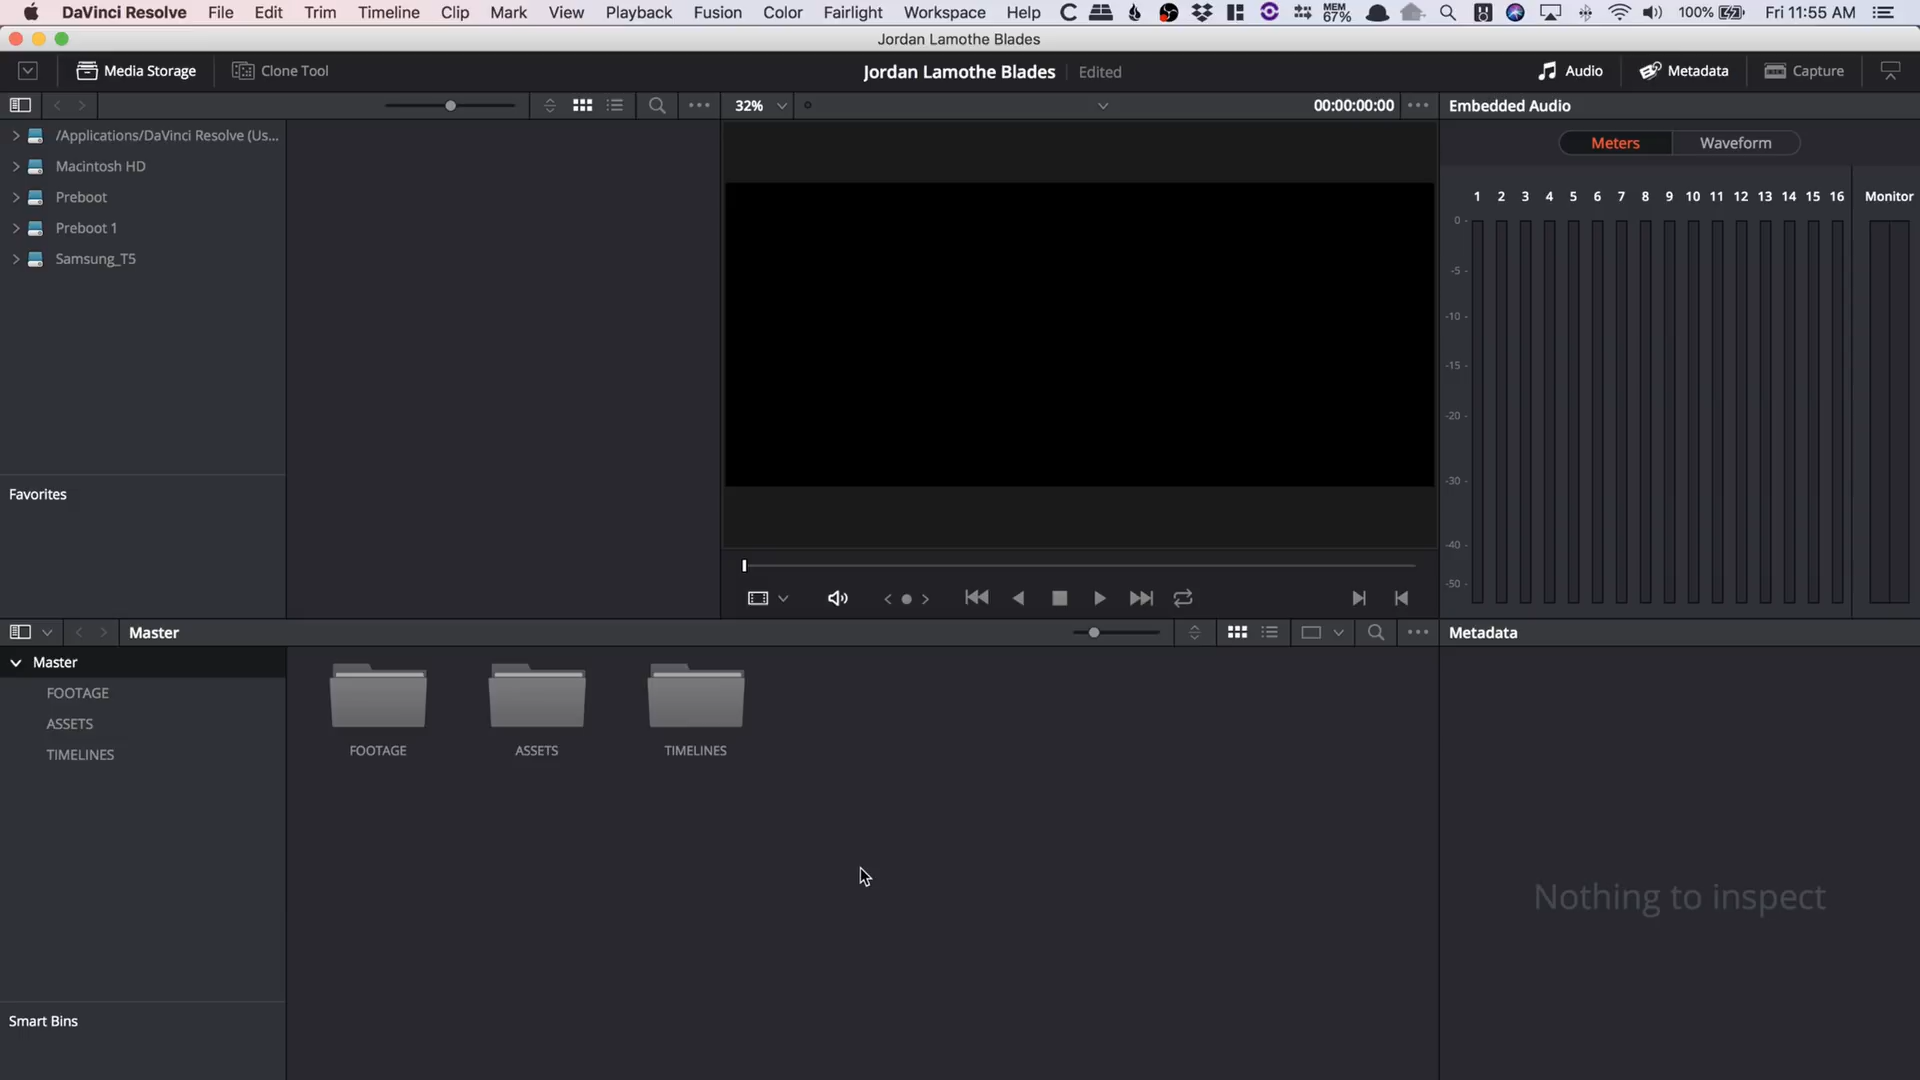 DaVinci Resolve File Edit Trim Timeline Clip Mark View Playback Fusion Color Fairlight Workspace Help MEM 67% 100% Fri 11:55 AM
Jordan Lamothe Blades
Media Storage Clone Tool Jordan Lamothe Blades Edited Audio Metadata Capture
32% 00:00:00:00 Embedded Audio
/Applications/DaVinci Resolve (Us...
Macintosh HD
Preboot
Preboot 1
Samsung_T5
Meters Waveform
1 2 3 4 5 6 7 8 9 10 11 12 13 14 15 16 Monitor
0 -
-5 -
-10 -
-15 -
-20 -
-30 -
-40 -
-50 -
Favorites
Master Metadata
Master
FOOTAGE
ASSETS
TIMELINES
FOOTAGE ASSETS TIMELINES
Nothing to inspect
Smart Bins